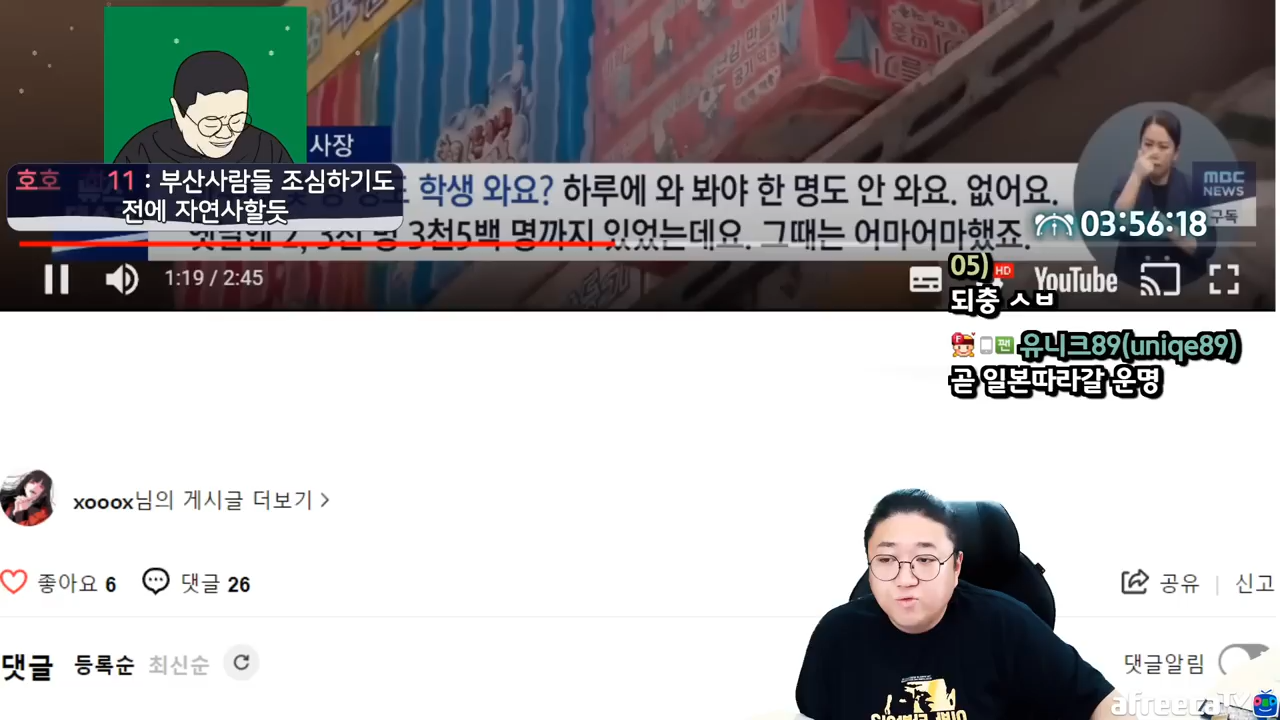 사장
호호 11 : 부산사람들 조심하기도
전에 자연사할듯
학생 와요? 하루에 와 봐야 한 명도 안 와요. 없어요.
명 3천5백 명까지 있었는데요. 그때는 어마어마했죠.
MBC
NEWS
구독
03:56:18
1:19 / 2:45
HD
YouTube
05)
되충 ㅅㅂ
유니크89(uniqe89)
곧 일본따라갈 운명
xooox님의 게시글 더보기 >
좋아요 6 댓글 26
공유 | 신고
댓글 등록순 최신순
댓글알림
afreecaTV